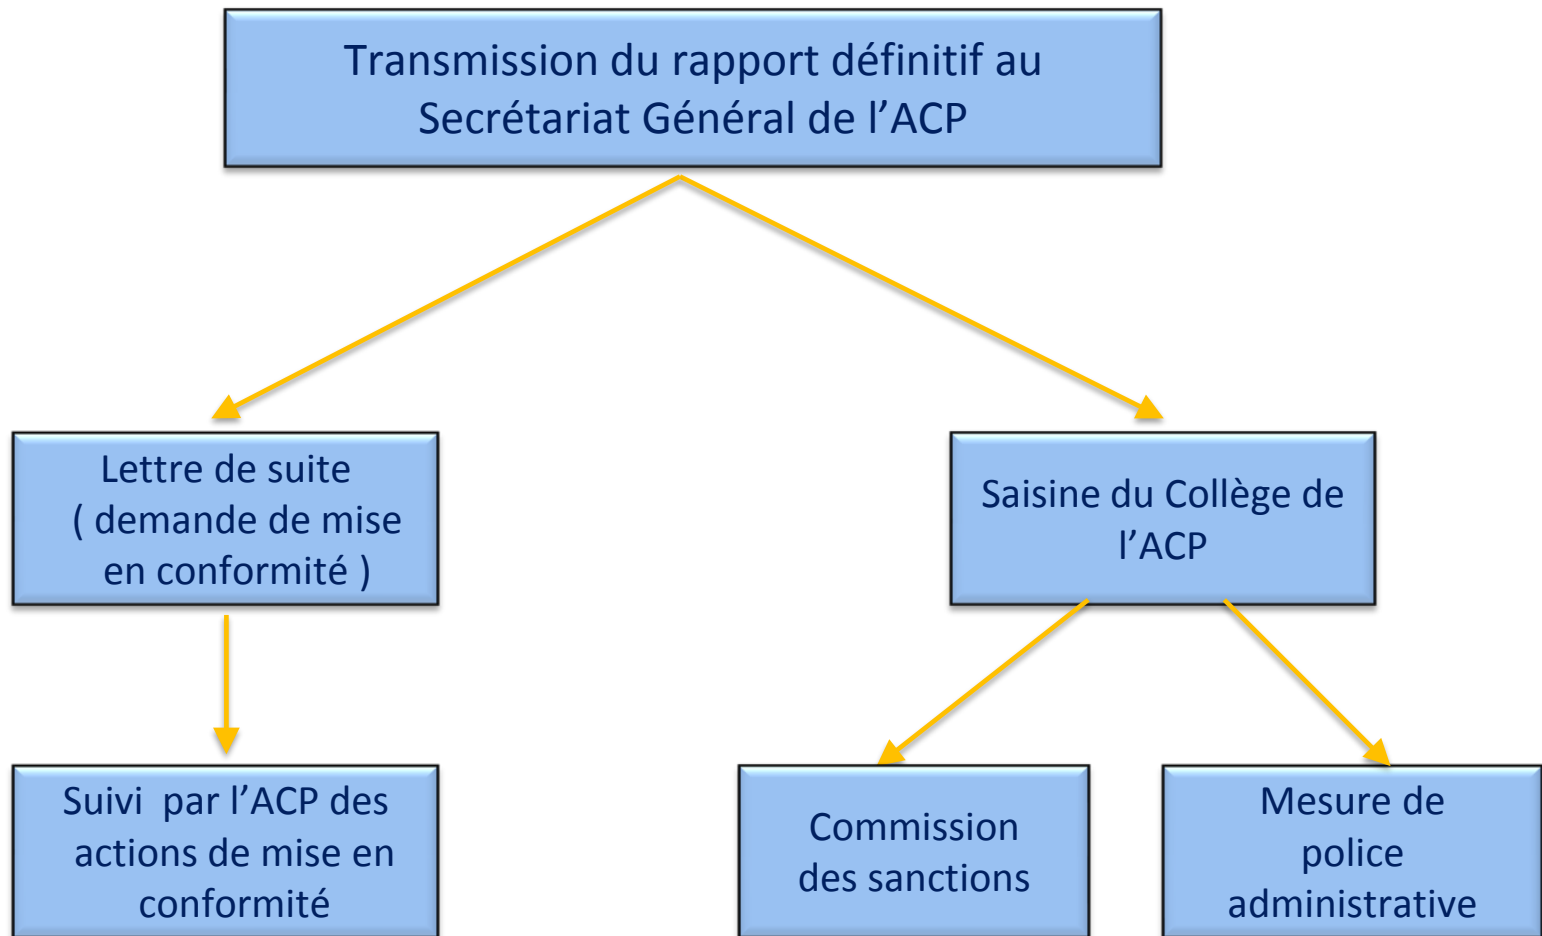 Transmission du rapport définitif au
Secrétariat Général de l’ACP
Lettre de suite
( demande de mise
en conformité )
Saisine du Collège de
l’ACP
Suivi par l’ACP des
actions de mise en
conformité
Commission
des sanctions
Mesure de
police
administrative